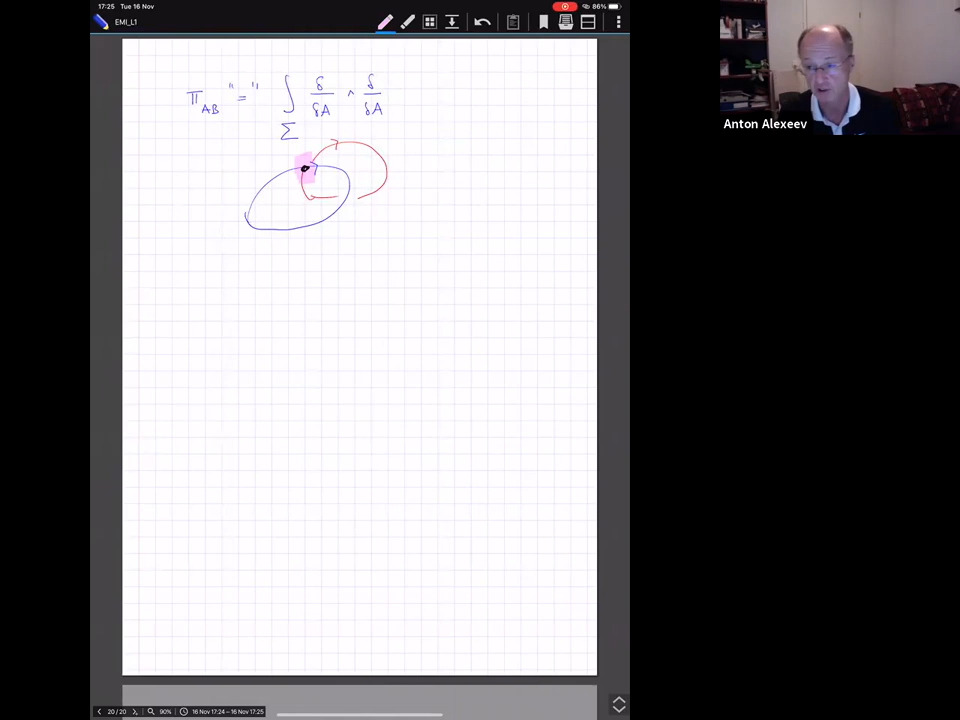 17:25 Tue 16 Nov
86%
EMI_L1
π_AB "=" ∫_Σ δ/δA ∧ δ/δA
Anton Alexeev
20/20
90%
16 Nov 17:24 – 16 Nov 17:25